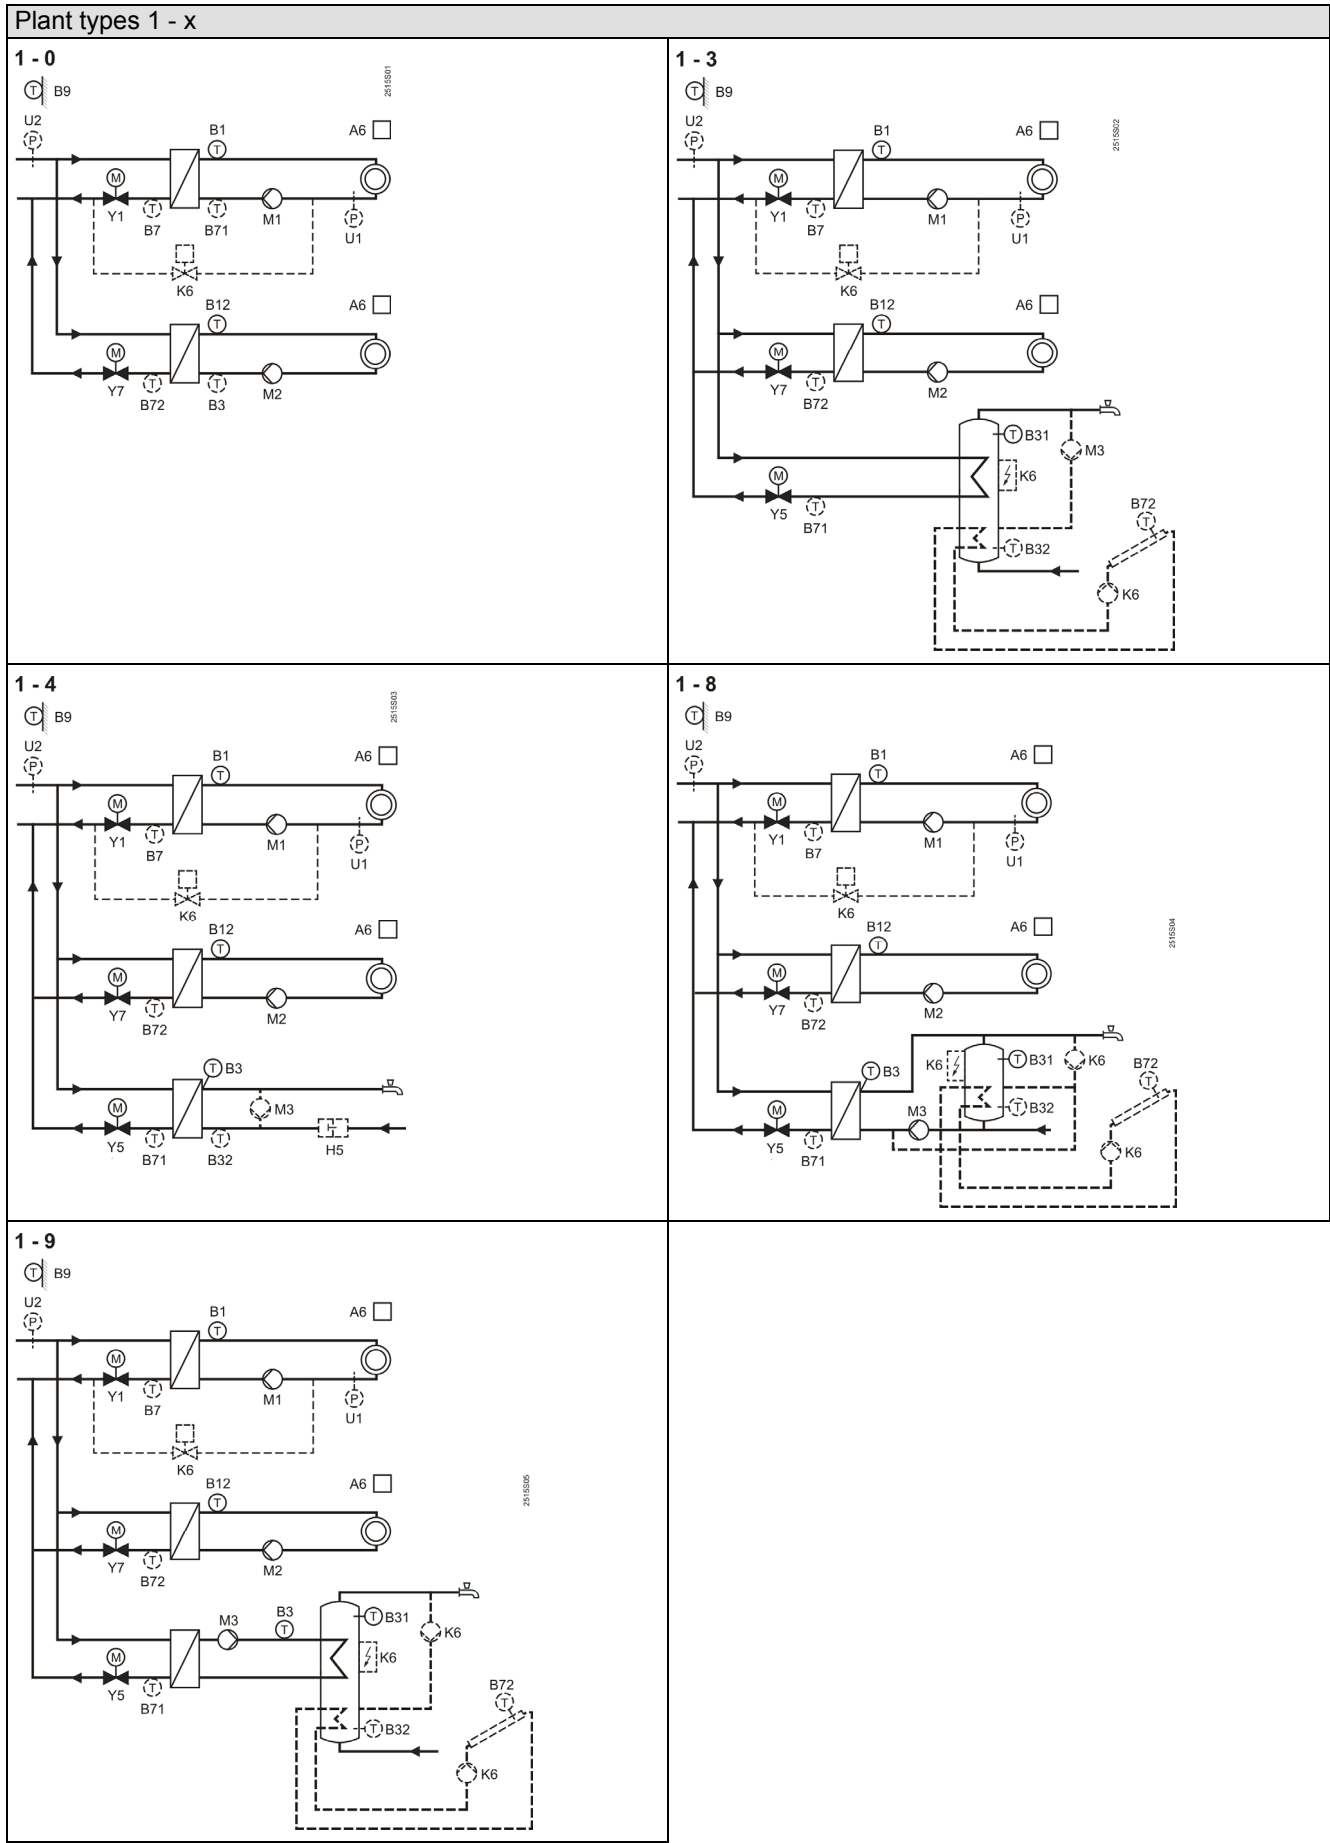 Plant types 1 - x
1 - 0
T B9
2515S01
U2
P
B1
T
A6
M
Y1
T
B7
T
B71
M1
P
U1
K6
B12
T
A6
M
Y7
T
B72
T
B3
M2
1 - 3
T B9
2515S02
U2
P
B1
T
A6
M
Y1
T
B7
M1
P
U1
K6
B12
T
A6
M
Y7
T
B72
M2
T B31
M3
K6
M
Y5
T
B71
B72
T
T B32
K6
1 - 4
T B9
2515S03
U2
P
B1
T
A6
M
Y1
T
B7
M1
P
U1
K6
B12
T
A6
M
Y7
T
B72
M2
T B3
M3
M
Y5
T
B71
T
B32
H5
1 - 8
T B9
U2
P
B1
T
A6
M
Y1
T
B7
M1
P
U1
K6
2515S04
B12
T
A6
M
Y7
T
B72
M2
K6
T B31
K6
T B3
B72
T
M
Y5
T
B71
M3
T B32
K6
1 - 9
T B9
U2
P
B1
T
A6
M
Y1
T
B7
M1
P
U1
K6
2515S05
B12
T
A6
M
Y7
T
B72
M2
M3
B3
T
T B31
K6
K6
M
Y5
T
B71
B72
T
T B32
K6